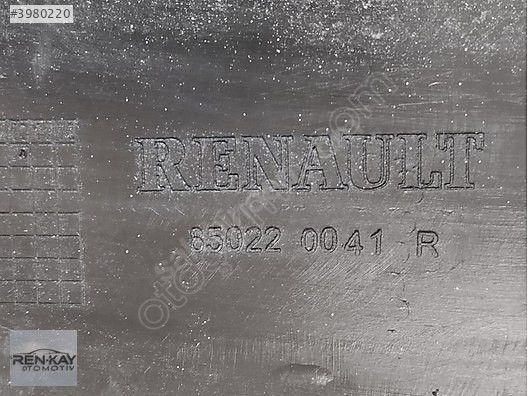 #3980220
RENAULT
85022 0041 R
REN-KAY
OTOMOTİV